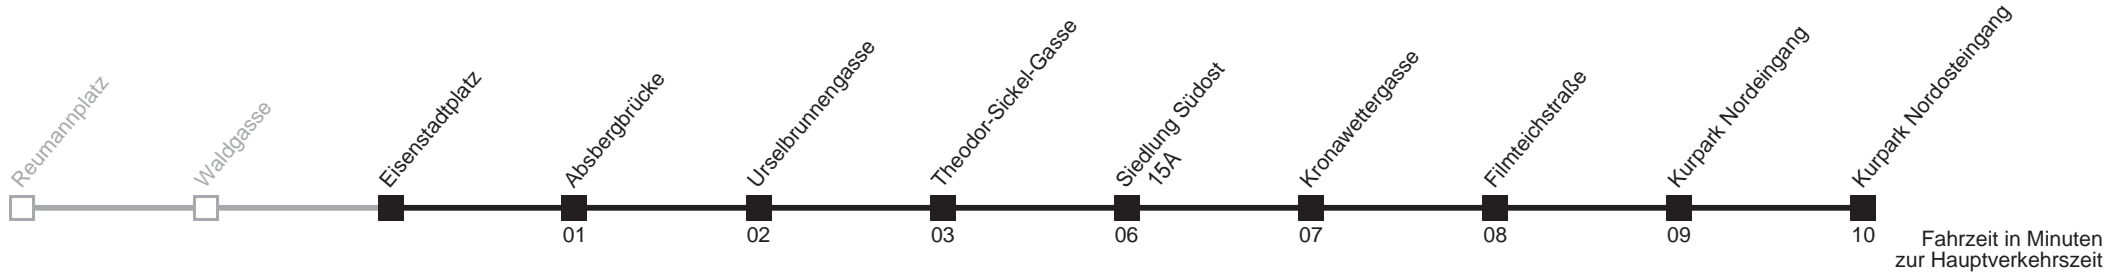 Reumannplatz
Waldgasse
Eisenstadtplatz
Absbergbrücke
Urselbrunnengasse
Theodor-Sickel-Gasse
Siedlung Südost
15A
Kronawettergasse
Filmteichstraße
Kurpark Nordeingang
Kurpark Nordosteingang
01
02
03
06
07
08
09
10
Fahrzeit in Minuten
zur Hauptverkehrszeit